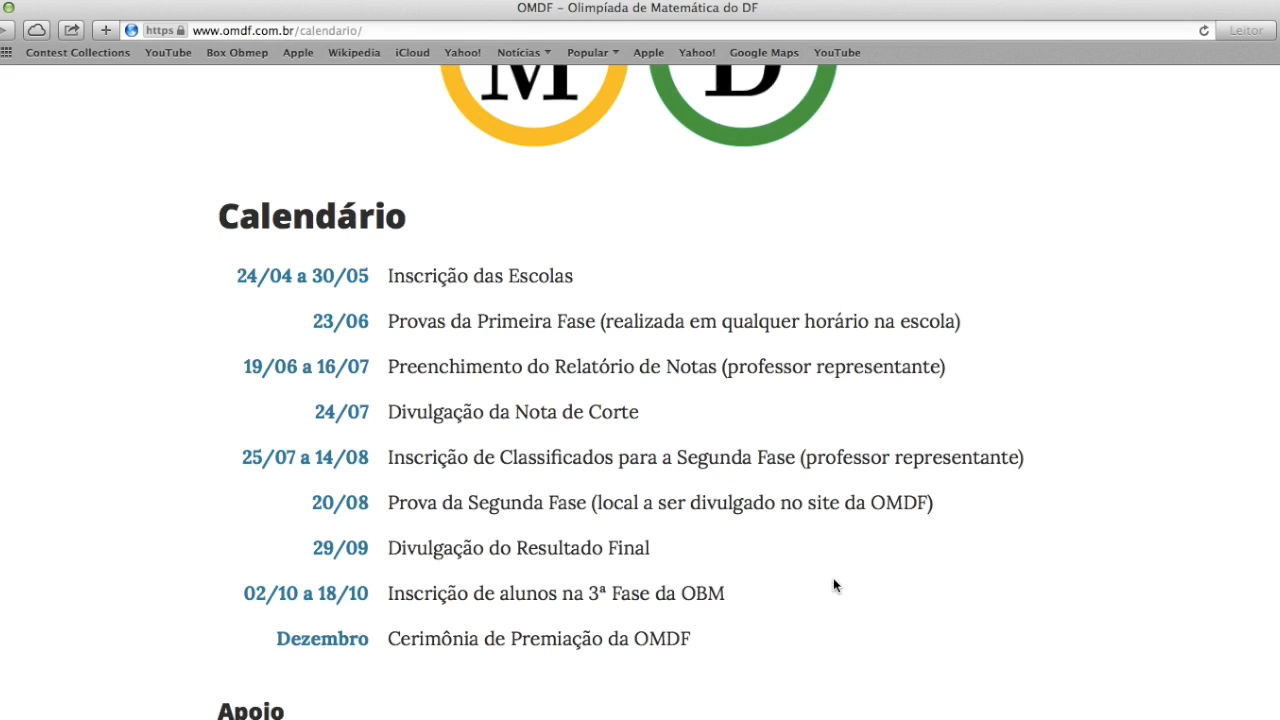 OMDF – Olimpíada de Matemática do DF
https www.omdf.com.br/calendario/ Leitor
Contest Collections YouTube Box Obmep Apple Wikipedia iCloud Yahoo! Notícias Popular Apple Yahoo! Google Maps YouTube
M D
Calendário
24/04 a 30/05 Inscrição das Escolas
23/06 Provas da Primeira Fase (realizada em qualquer horário na escola)
19/06 a 16/07 Preenchimento do Relatório de Notas (professor representante)
24/07 Divulgação da Nota de Corte
25/07 a 14/08 Inscrição de Classificados para a Segunda Fase (professor representante)
20/08 Prova da Segunda Fase (local a ser divulgado no site da OMDF)
29/09 Divulgação do Resultado Final
02/10 a 18/10 Inscrição de alunos na 3ª Fase da OBM
Dezembro Cerimônia de Premiação da OMDF
Apoio